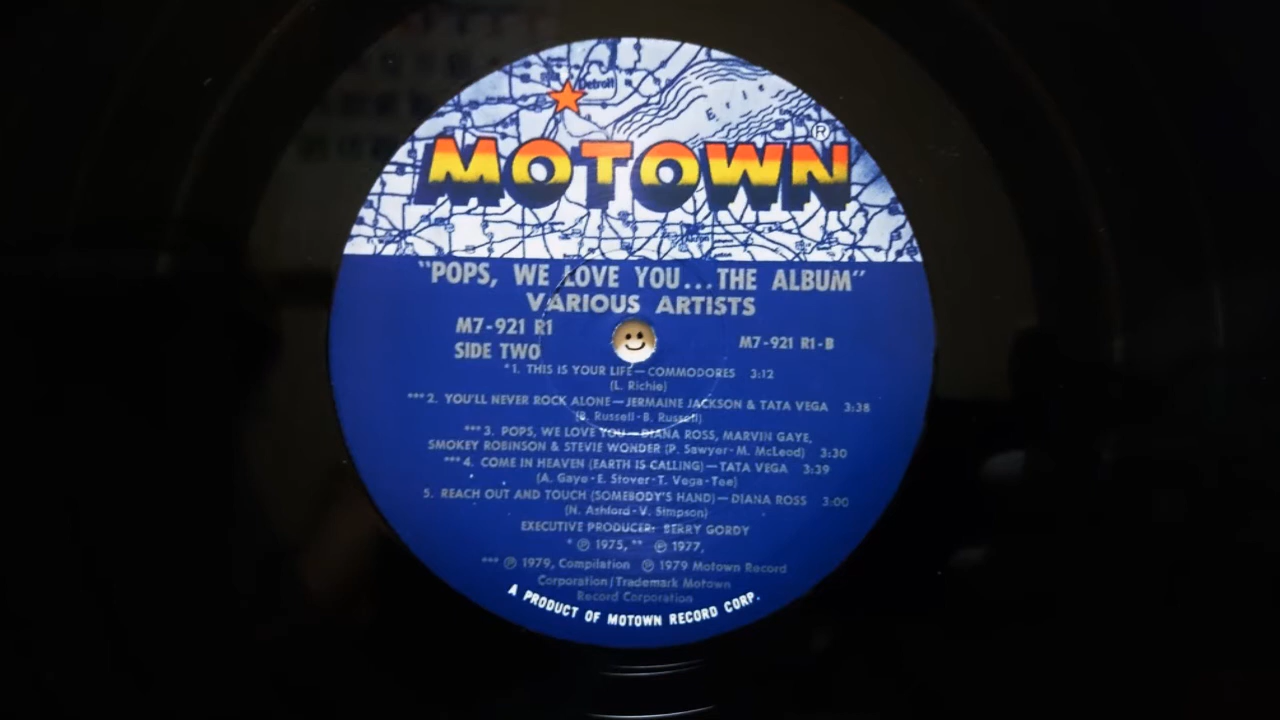 Detroit
Erie
MOTOWN®
Akron
"POPS, WE LOVE YOU...THE ALBUM"
VARIOUS ARTISTS
M7-921 R1
M7-921 R1-B
SIDE TWO
*1. THIS IS YOUR LIFE—COMMODORES 3:12
(L. Richie)
***2. YOU'LL NEVER ROCK ALONE—JERMAINE JACKSON & TATA VEGA 3:38
(B. Russell-B. Russell)
***3. POPS, WE LOVE YOU—DIANA ROSS, MARVIN GAYE,
SMOKEY ROBINSON & STEVIE WONDER (P. Sawyer-M. McLeod) 3:30
***4. COME IN HEAVEN (EARTH IS CALLING)—TATA VEGA 3:39
(A. Gaye-E. Stover-T. Vega-Tee)
5. REACH OUT AND TOUCH (SOMEBODY'S HAND)—DIANA ROSS 3:00
(N. Ashford-V. Simpson)
EXECUTIVE PRODUCER: BERRY GORDY
* ℗ 1975, ** ℗ 1977,
*** ℗ 1979, Compilation ℗ 1979 Motown Record
Corporation/Trademark Motown
Record Corporation
A PRODUCT OF MOTOWN RECORD CORP.